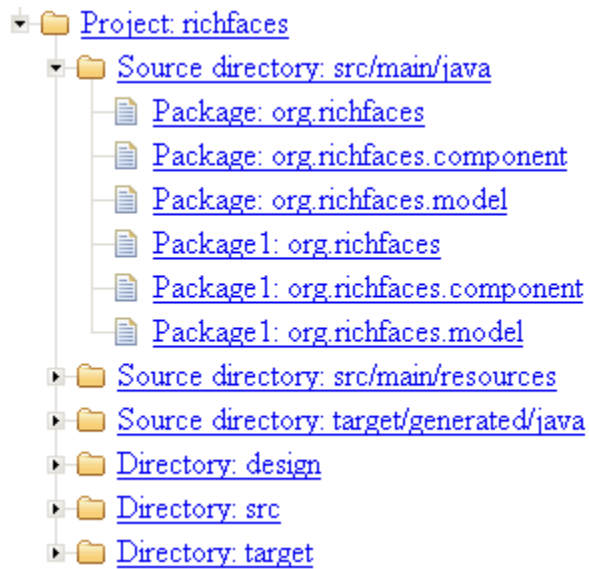 Project: richfaces
Source directory: src/main/java
Package: org.richfaces
Package: org.richfaces.component
Package: org.richfaces.model
Package1: org.richfaces
Package1: org.richfaces.component
Package1: org.richfaces.model
Source directory: src/main/resources
Source directory: target/generated/java
Directory: design
Directory: src
Directory: target